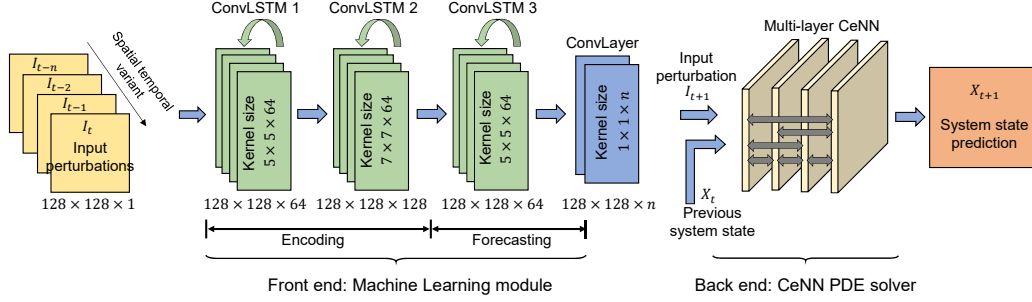 ConvLSTM 1
ConvLSTM 2
ConvLSTM 3
ConvLayer
Multi-layer CeNN
Spatial temporal
variant
I_{t−n}
I_{t−2}
I_{t−1}
I_t
Input
perturbations
128 × 128 × 1
Kernel size
5 × 5 × 64
128 × 128 × 64
Kernel size
7 × 7 × 64
128 × 128 × 128
Kernel size
5 × 5 × 64
128 × 128 × 64
Kernel size
1 × 1 × n
128 × 128 × n
Encoding
Forecasting
Front end: Machine Learning module
Input
perturbation
I_{t+1}
X_t
Previous
system state
Back end: CeNN PDE solver
X_{t+1}
System state
prediction